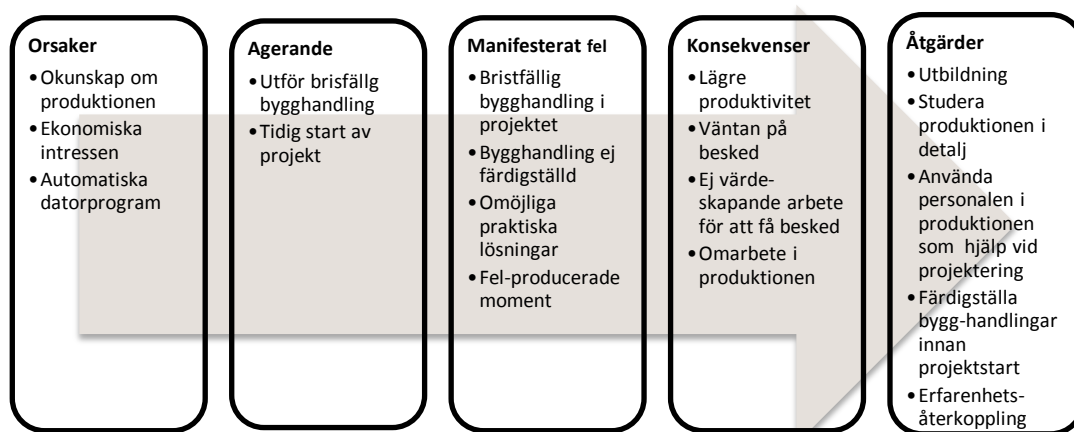 Orsaker
•Okunskap om
produktionen
•Ekonomiska
intressen
•Automatiska
datorprogram
Agerande
•Utför brisfällg
bygghandling
•Tidig start av
projekt
Manifesterat fel
•Bristfällig
bygghandling i
projektet
•Bygghandling ej
färdigställd
•Omöjliga
praktiska
lösningar
•Fel-producerade
moment
Konsekvenser
•Lägre
produktivitet
•Väntan på
besked
•Ej värde-
skapande arbete
för att få besked
•Omarbete i
produktionen
Åtgärder
•Utbildning
•Studera
produktionen i
detalj
•Använda
personalen i
produktionen
som hjälp vid
projektering
•Färdigställa
bygg-handlingar
innan
projektstart
•Erfarenhets-
återkoppling